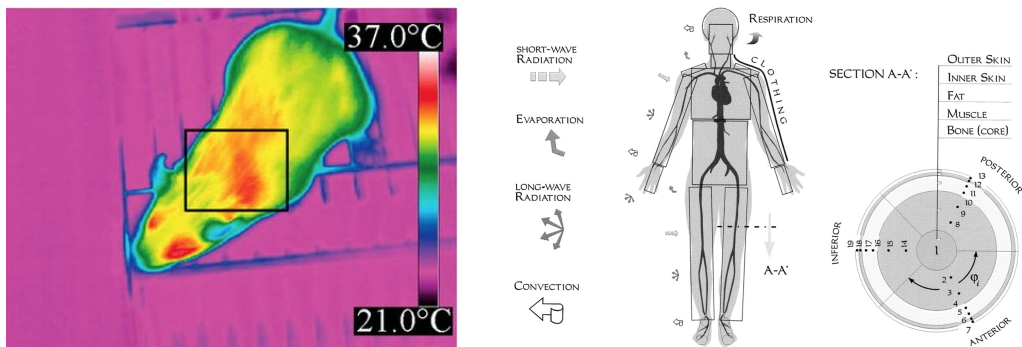 37.0°C
21.0°C
SHORT-WAVE
RADIATION
EVAPORATION
LONG-WAVE
RADIATION
CONVECTION
RESPIRATION
CLOTHING
A-A'
SECTION A-A' :
OUTER SKIN
INNER SKIN
FAT
MUSCLE
BONE (CORE)
POSTERIOR
INFERIOR
ANTERIOR
13
12
11
10
9
8
19
18
17
16
15
14
1
2
3
4
5
6
7
φi